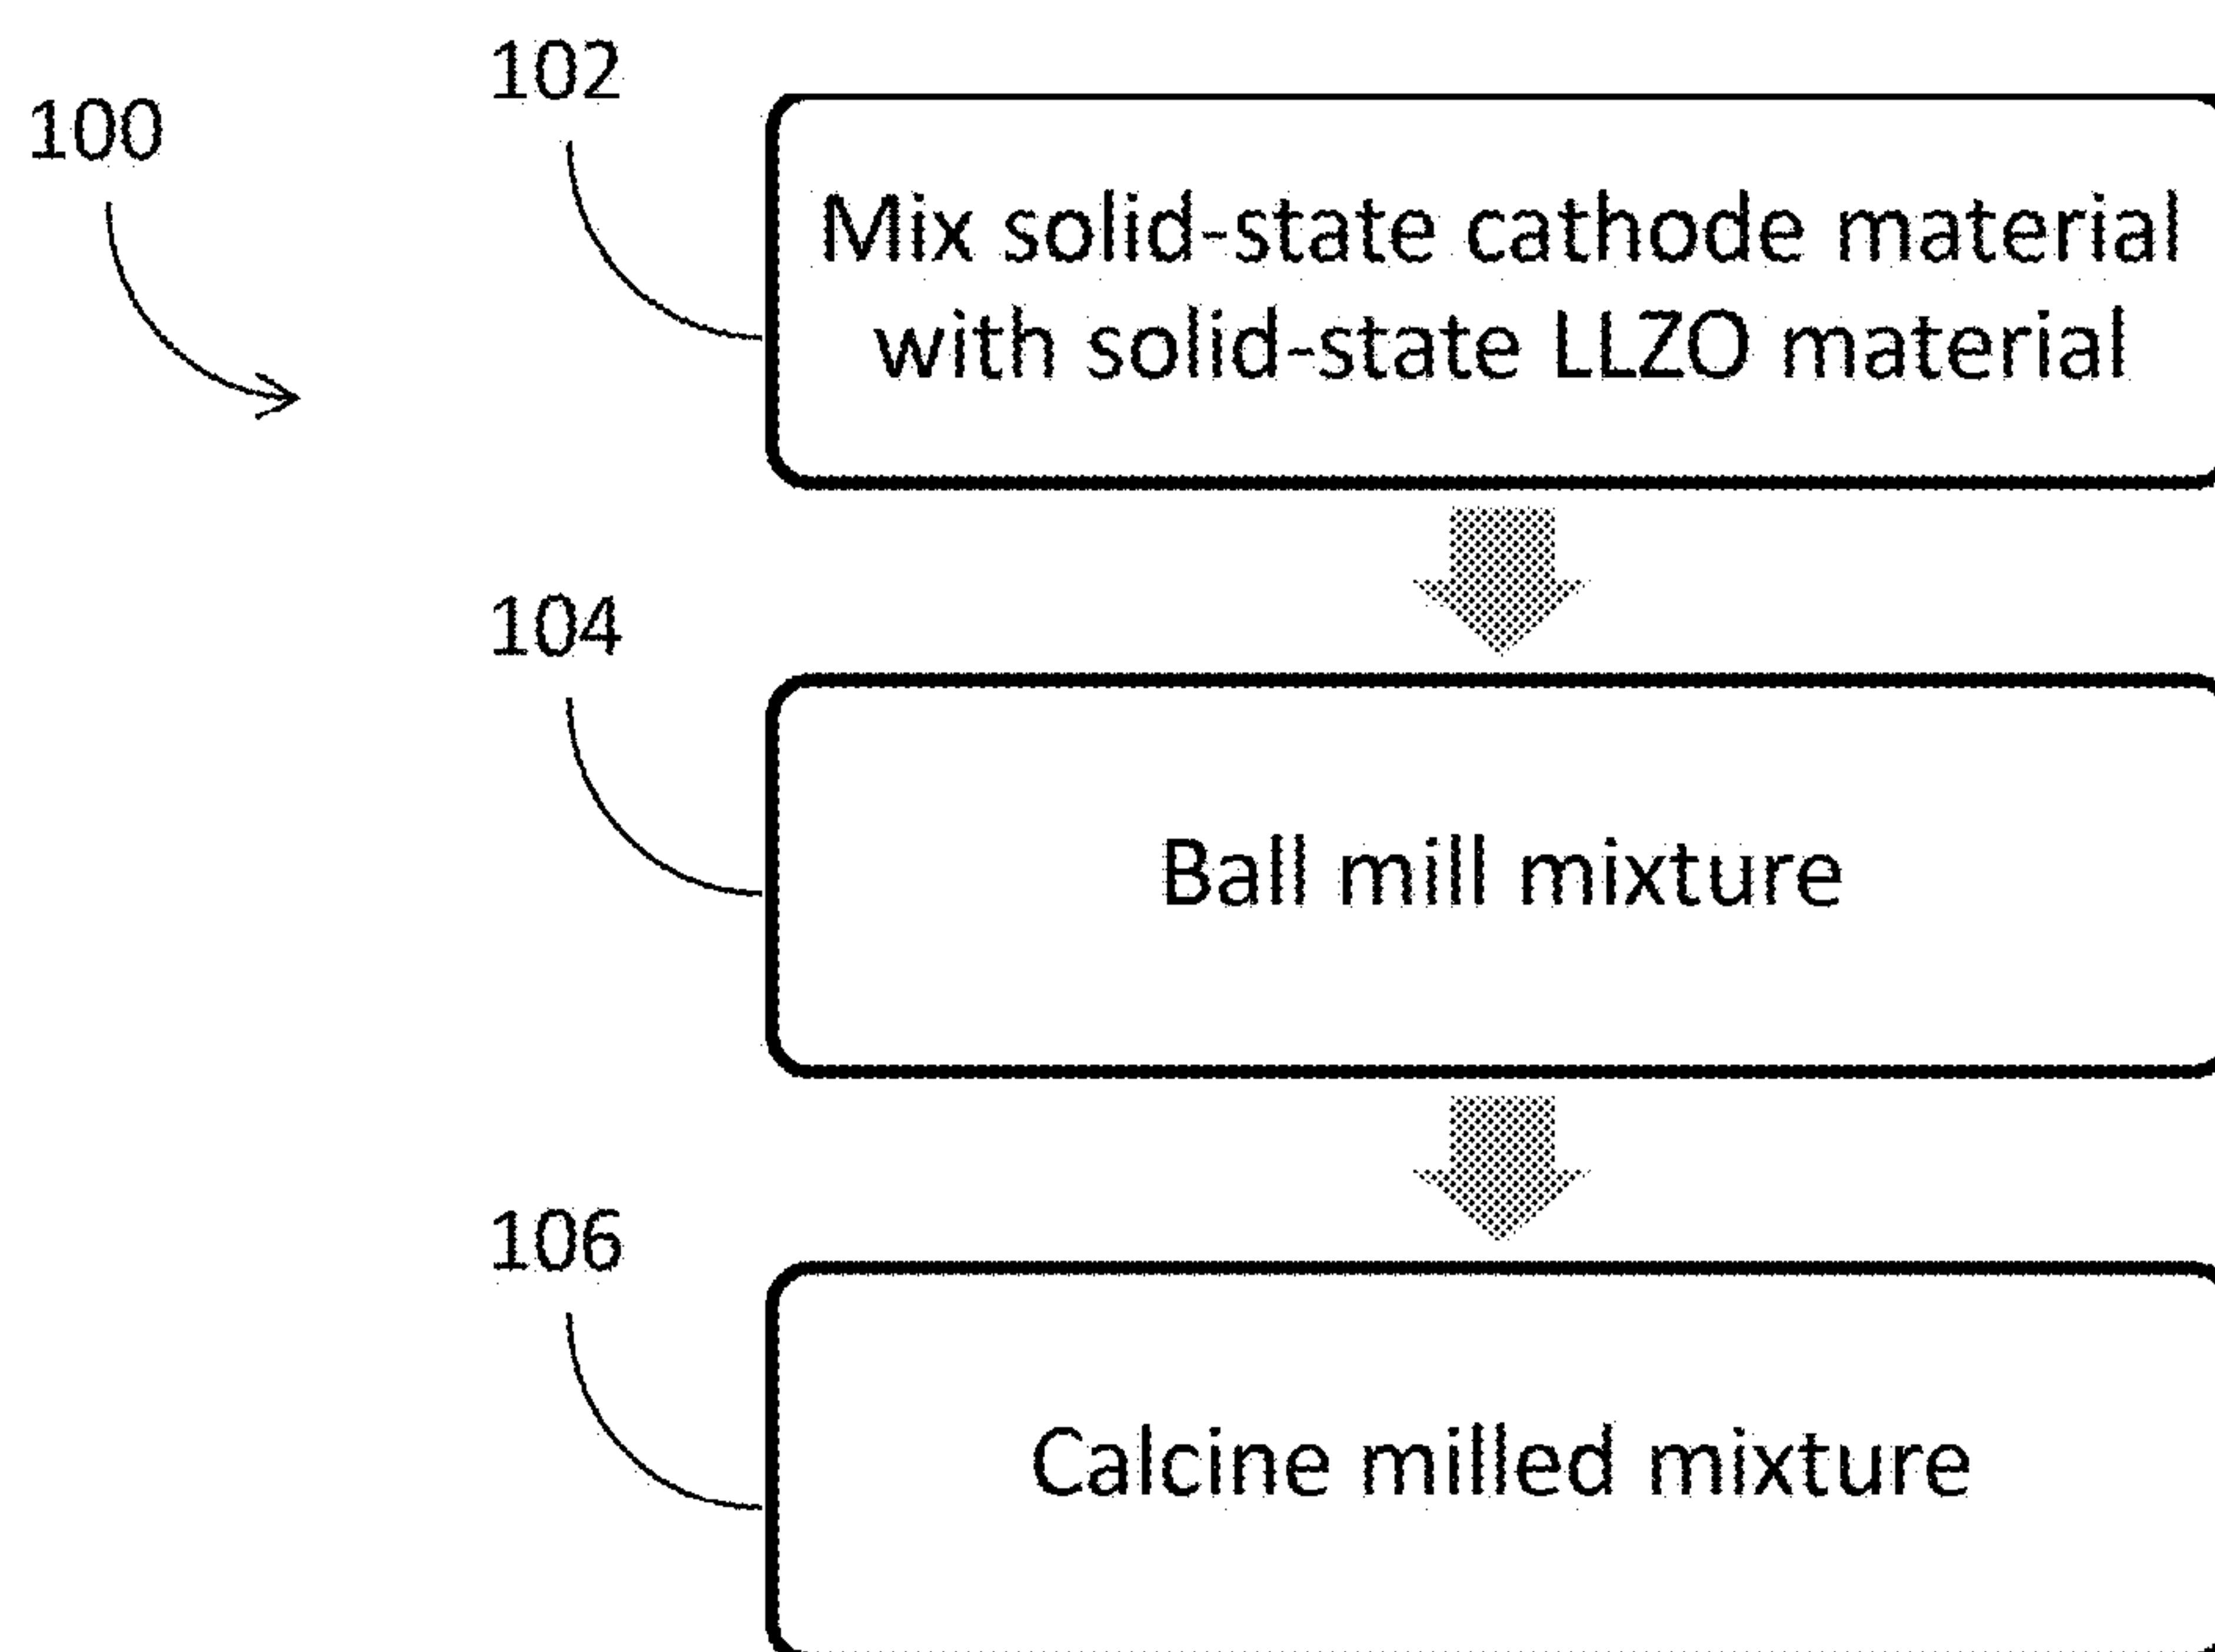 100
102
Mix solid-state cathode material
with solid-state LLZO material
104
Ball mill mixture
106
Calcine milled mixture